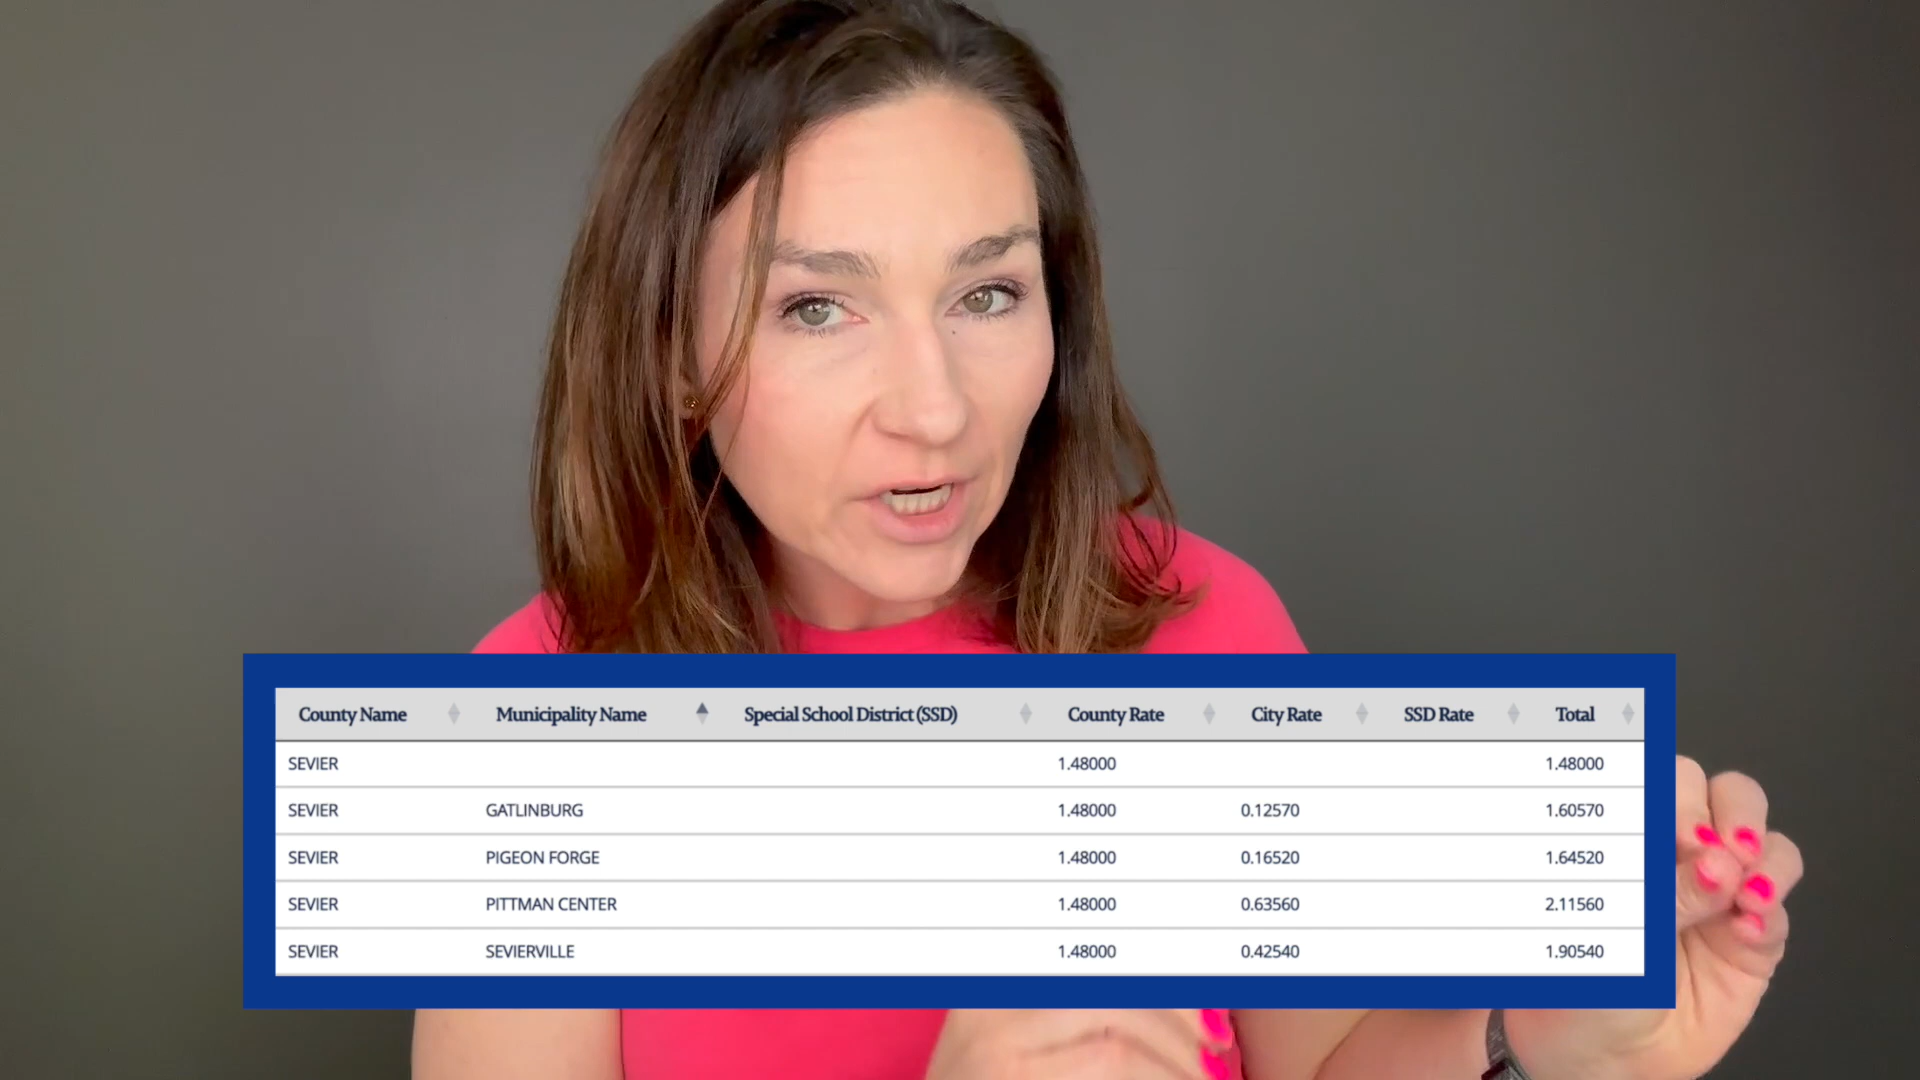 County Name Municipality Name Special School District (SSD) County Rate City Rate SSD Rate Total
SEVIER 1.48000 1.48000
SEVIER GATLINBURG 1.48000 0.12570 1.60570
SEVIER PIGEON FORGE 1.48000 0.16520 1.64520
SEVIER PITTMAN CENTER 1.48000 0.63560 2.11560
SEVIER SEVIERVILLE 1.48000 0.42540 1.90540